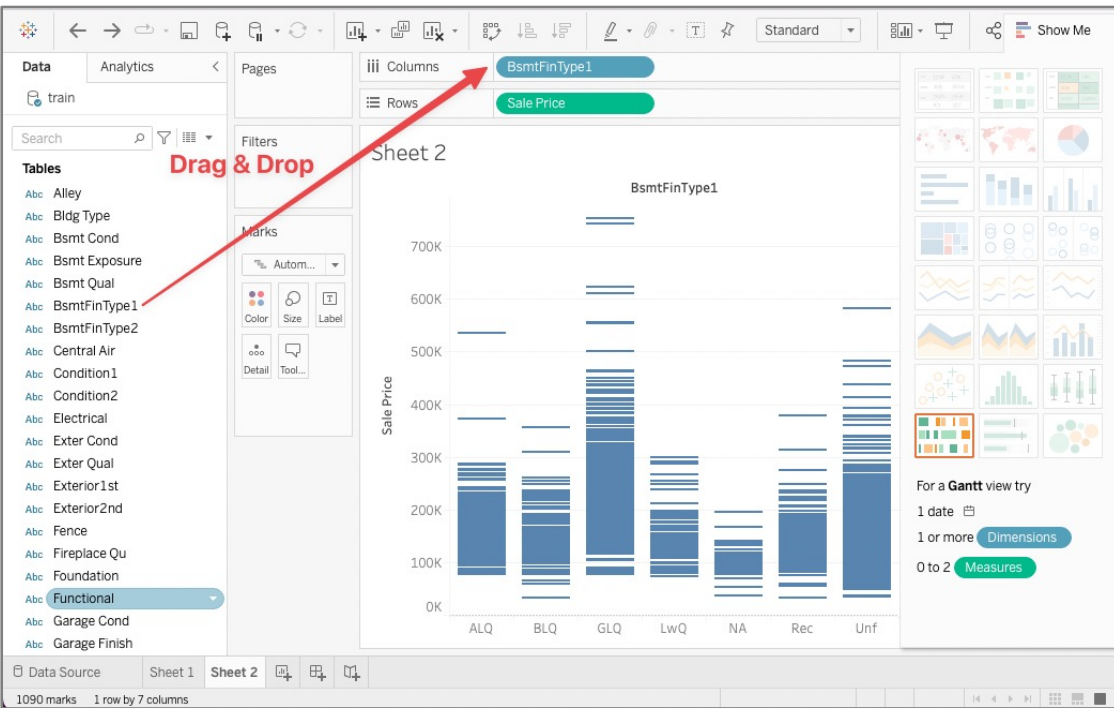 Standard
Show Me
Data
Analytics
Pages
iii Columns
BsmtFinType1
train
Rows
Sale Price
Search
Filters
Drag & Drop
Sheet 2
Tables
BsmtFinType1
Abc Alley
Abc Bldg Type
Abc Bsmt Cond
Abc Bsmt Exposure
Abc Bsmt Qual
Abc BsmtFinType1
Abc BsmtFinType2
Abc Central Air
Abc Condition1
Abc Condition2
Abc Electrical
Abc Exter Cond
Abc Exter Qual
Abc Exterior1st
Abc Exterior2nd
Abc Fence
Abc Fireplace Qu
Abc Foundation
Abc Functional
Abc Garage Cond
Abc Garage Finish
Marks
Autom...
Color Size Label
Detail Tool...
Sale Price
700K
600K
500K
400K
300K
200K
100K
0K
ALQ BLQ GLQ LwQ NA Rec Unf
For a Gantt view try
1 date
1 or more Dimensions
0 to 2 Measures
Data Source Sheet 1 Sheet 2
1090 marks 1 row by 7 columns